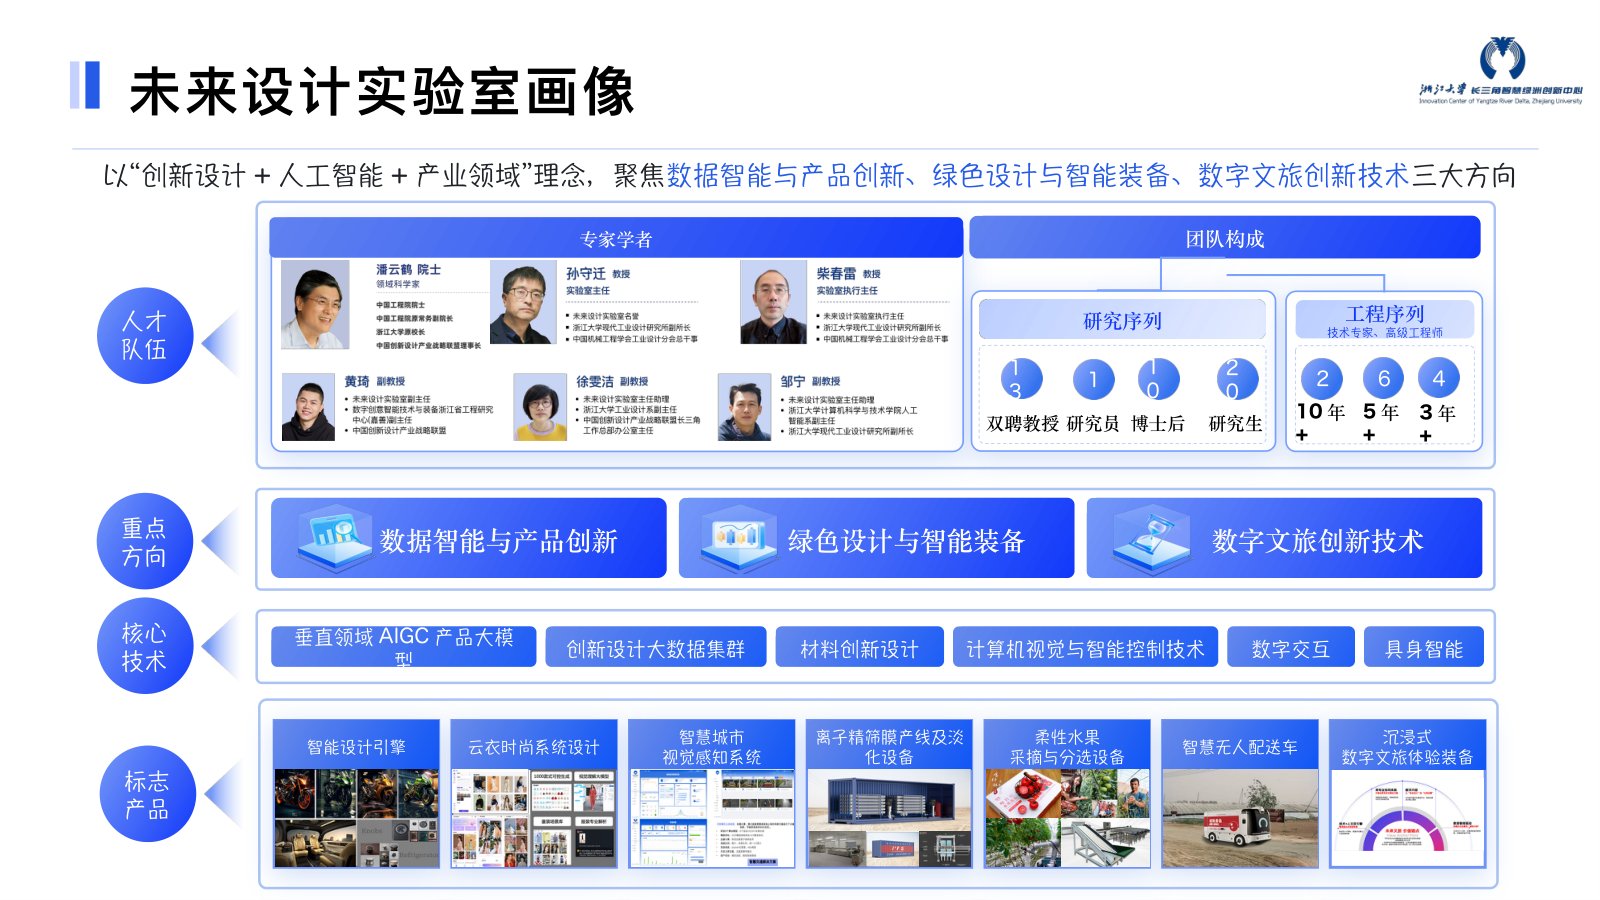 未来设计实验室画像
浙江大学 长三角智慧绿洲创新中心
Innovation Center of Yangtze River Delta, Zhejiang University
以“创新设计 + 人工智能 + 产业领域”理念，聚焦数据智能与产品创新、绿色设计与智能装备、数字文旅创新技术三大方向
人才
队伍
专家学者
潘云鹤 院士
领域科学家
中国工程院院士
中国工程院原常务副院长
浙江大学原校长
中国创新设计产业战略联盟理事长
孙守迁 教授
实验室主任
▪ 未来设计实验室名誉
▪ 浙江大学现代工业设计研究所副所长
▪ 中国机械工程学会工业设计分会总干事
柴春雷 教授
实验室执行主任
▪ 未来设计实验室执行主任
▪ 浙江大学现代工业设计研究所副所长
▪ 中国机械工程学会工业设计分会总干事
黄琦 副教授
• 未来设计实验室副主任
• 数字创意智能技术与装备浙江省工程研究
中心(嘉善)副主任
• 中国创新设计产业战略联盟
徐雯洁 副教授
• 未来设计实验室主任助理
• 浙江大学工业设计系副主任
• 中国创新设计产业战略联盟长三角
工作总部办公室主任
邹宁 副教授
• 未来设计实验室主任助理
• 浙江大学计算机科学与技术学院人工
智能系副主任
• 浙江大学现代工业设计研究所副所长
团队构成
研究序列
13
1
10
20
双聘教授 研究员 博士后 研究生
工程序列
技术专家、高级工程师
2
6
4
10 年+
5 年+
3 年+
重点
方向
数据智能与产品创新
绿色设计与智能装备
数字文旅创新技术
核心
技术
垂直领域 AIGC 产品大模
型
创新设计大数据集群
材料创新设计
计算机视觉与智能控制技术
数字交互
具身智能
标志
产品
智能设计引擎
云衣时尚系统设计
智慧城市
视觉感知系统
离子精筛膜产线及淡
化设备
柔性水果
采摘与分选设备
智慧无人配送车
沉浸式
数字文旅体验装备